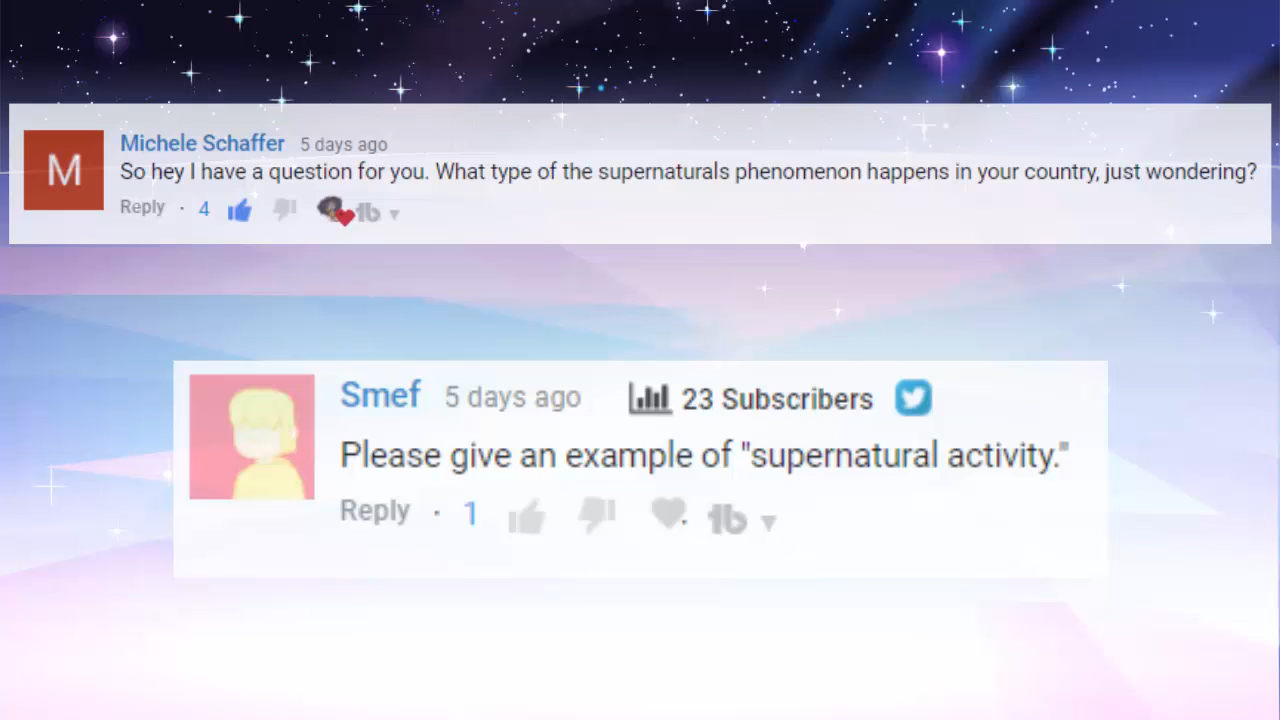 M
Michele Schaffer 5 days ago
So hey I have a question for you. What type of the supernaturals phenomenon happens in your country, just wondering?
Reply · 4
Smef 5 days ago 23 Subscribers
Please give an example of "supernatural activity."
Reply · 1